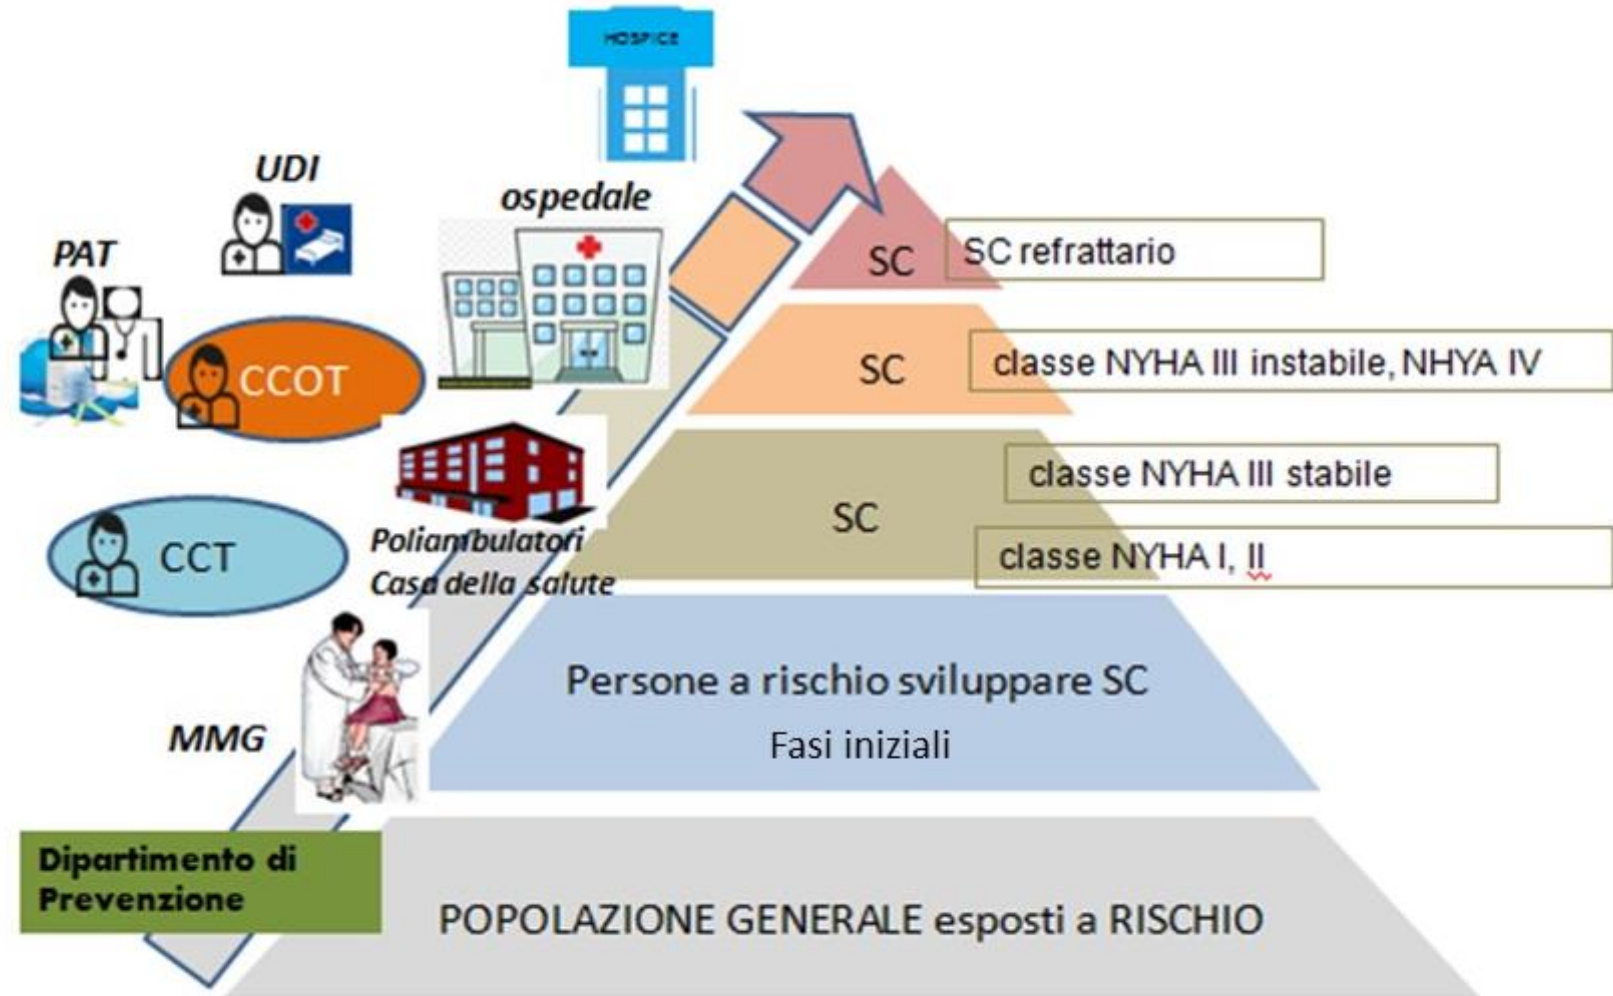 HOSPICE
UDI
ospedale
PAT
SC
SC refrattario
CCOT
SC
classe NYHA III instabile, NHYA IV
classe NYHA III stabile
SC
Poliambulatori
Casa della salute
CCT
classe NYHA I, II
Persone a rischio sviluppare SC
Fasi iniziali
MMG
Dipartimento di
Prevenzione
POPOLAZIONE GENERALE esposti a RISCHIO